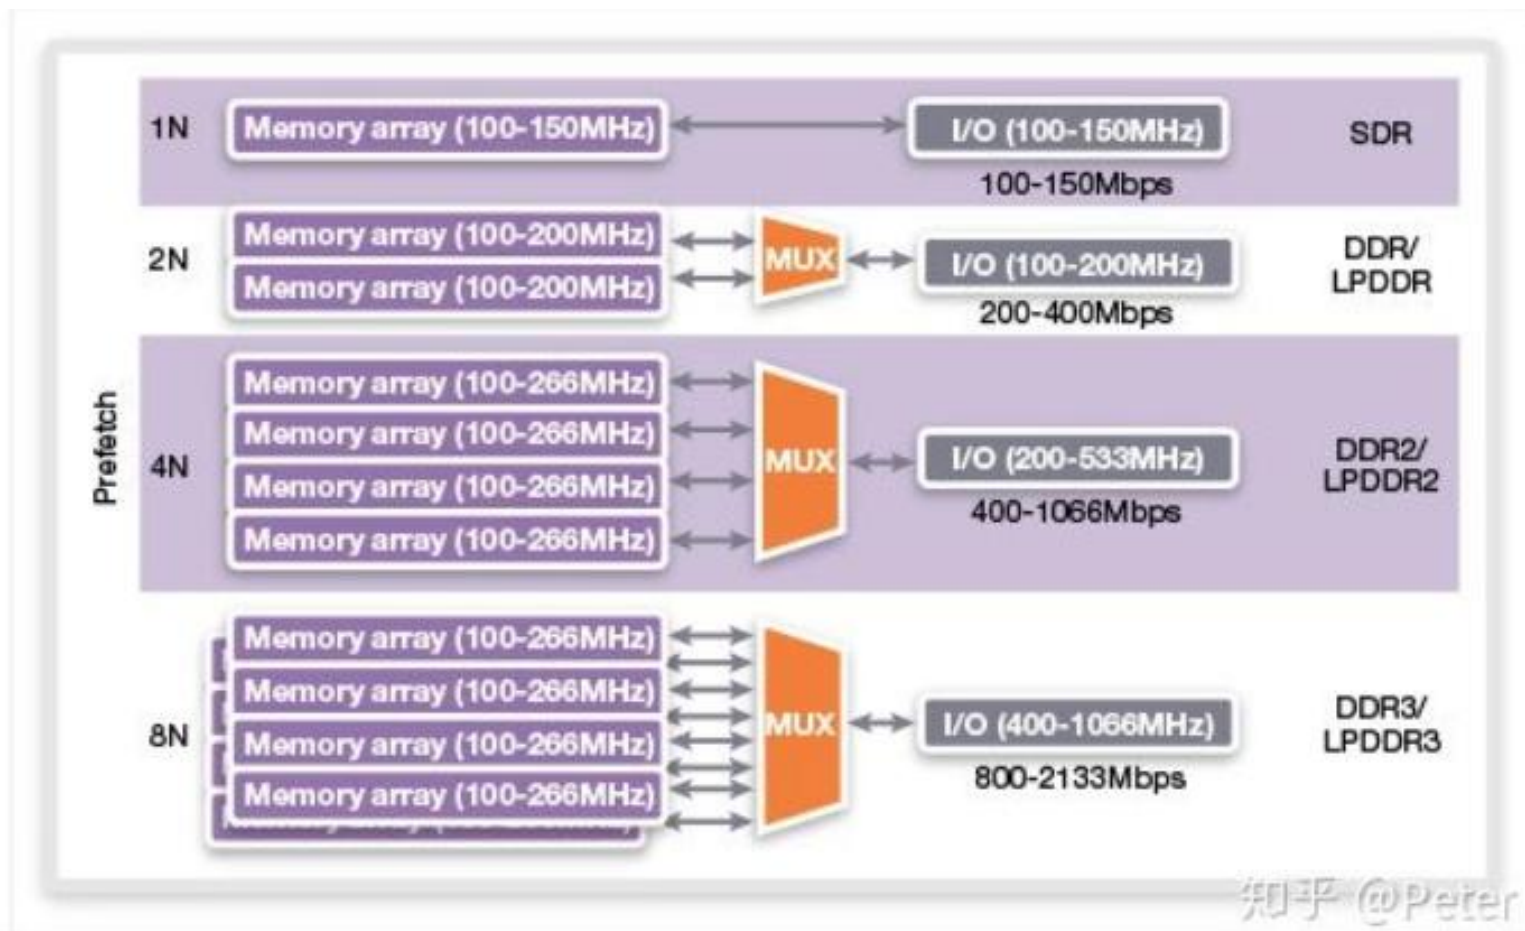 1N
Memory array (100-150MHz)
I/O (100-150MHz)
100-150Mbps
SDR
2N
Memory array (100-200MHz)
Memory array (100-200MHz)
MUX
I/O (100-200MHz)
200-400Mbps
DDR/
LPDDR
Prefetch
4N
Memory array (100-266MHz)
Memory array (100-266MHz)
Memory array (100-266MHz)
Memory array (100-266MHz)
MUX
I/O (200-533MHz)
400-1066Mbps
DDR2/
LPDDR2
8N
Memory array (100-266MHz)
Memory array (100-266MHz)
Memory array (100-266MHz)
Memory array (100-266MHz)
MUX
I/O (400-1066MHz)
800-2133Mbps
DDR3/
LPDDR3
知乎 @Peter